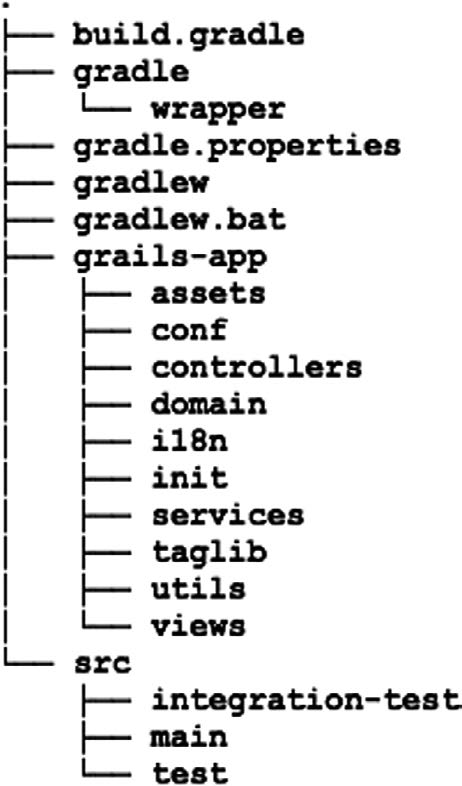 .
├── build.gradle
├── gradle
│   └── wrapper
├── gradle.properties
├── gradlew
├── gradlew.bat
├── grails-app
│   ├── assets
│   ├── conf
│   ├── controllers
│   ├── domain
│   ├── i18n
│   ├── init
│   ├── services
│   ├── taglib
│   ├── utils
│   └── views
└── src
    ├── integration-test
    ├── main
    └── test